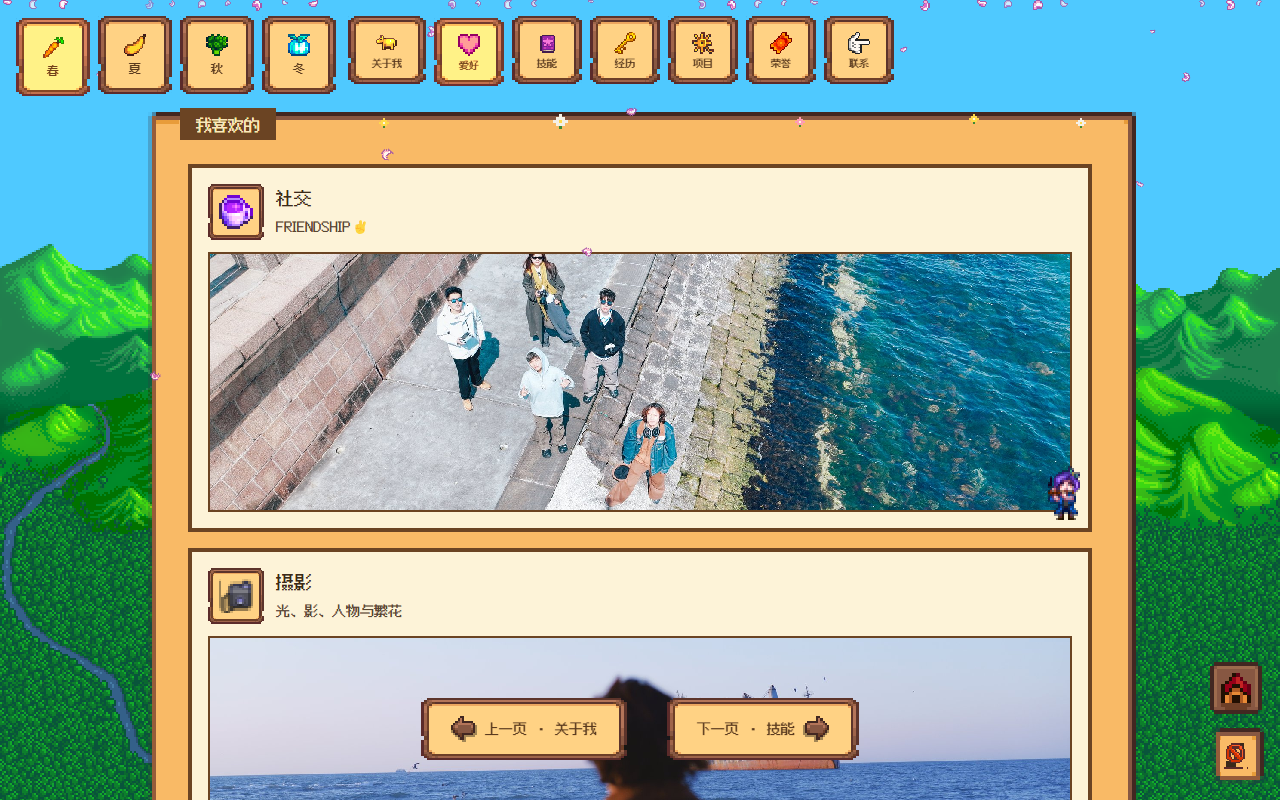 春
夏
秋
冬
关于我
爱好
技能
经历
项目
荣誉
联系
我喜欢的
社交
FRIENDSHIP ✌
摄影
光、影、人物与繁花
上一页 · 关于我
下一页 · 技能